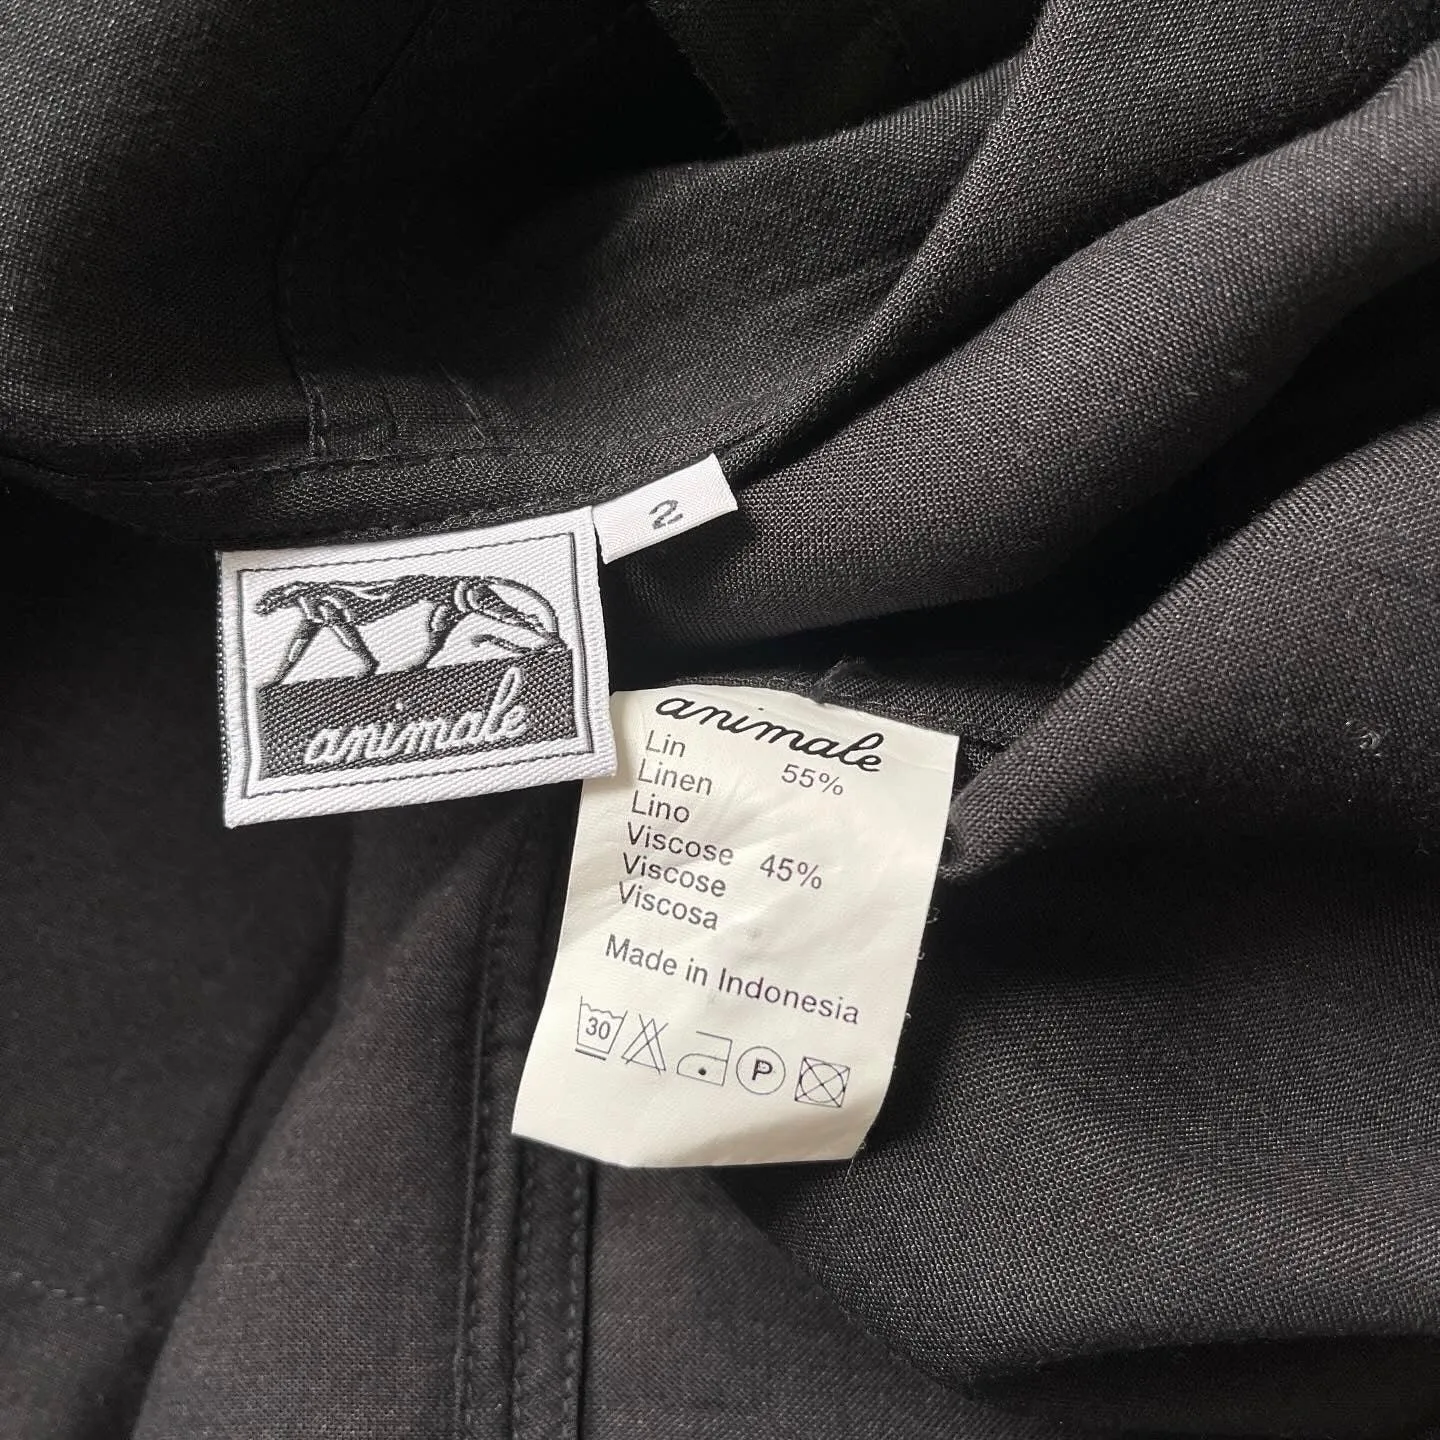 2
animale
animale
Lin
Linen 55%
Lino
Viscose 45%
Viscose
Viscosa
Made in Indonesia
30
P